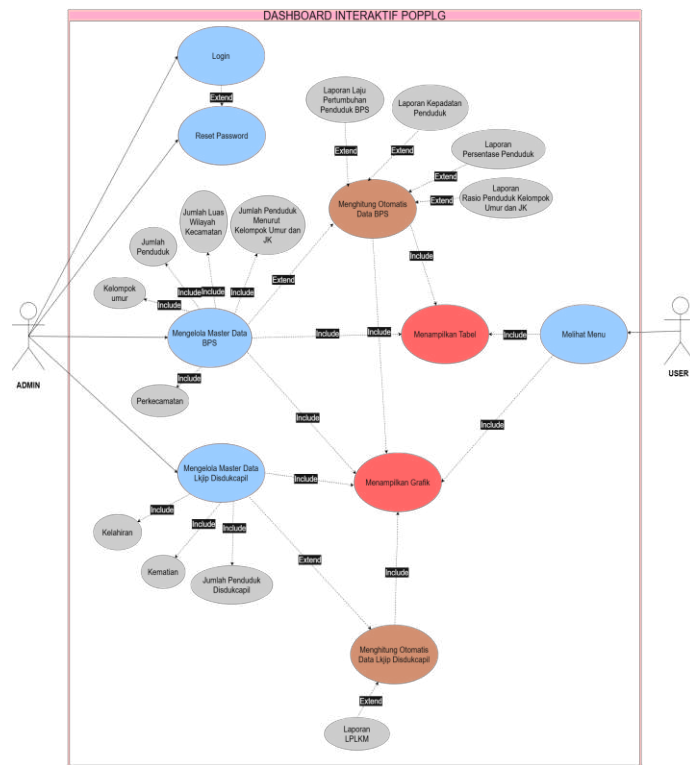 DASHBOARD INTERAKTIF POPPLG
Login
Extend
Reset Password
Laporan Laju
Pertumbuhan
Penduduk BPS
Laporan Kepadatan
Penduduk
Laporan
Persentase Penduduk
Laporan
Rasio Penduduk Kelompok
Umur dan JK
Extend
Extend
Extend
Extend
Menghitung Otomatis
Data BPS
Jumlah Luas
Wilayah
Kecamatan
Jumlah Penduduk
Menurut
Kelompok Umur dan
JK
Jumlah
Penduduk
Kelompok
umur
Include
Include
Include
Include
Extend
ADMIN
Mengelola Master Data
BPS
Include
Include
Include
Include
Menampilkan Tabel
Include
Melihat Menu
USER
Include
Perkecamatan
Include
Include
Mengelola Master Data
Lkjip Disdukcapil
Include
Menampilkan Grafik
Include
Include
Include
Kelahiran
Kematian
Jumlah Penduduk
Disdukcapil
Extend
Include
Menghitung Otomatis
Data Lkjip Disdukcapil
Extend
Laporan
LPLKM